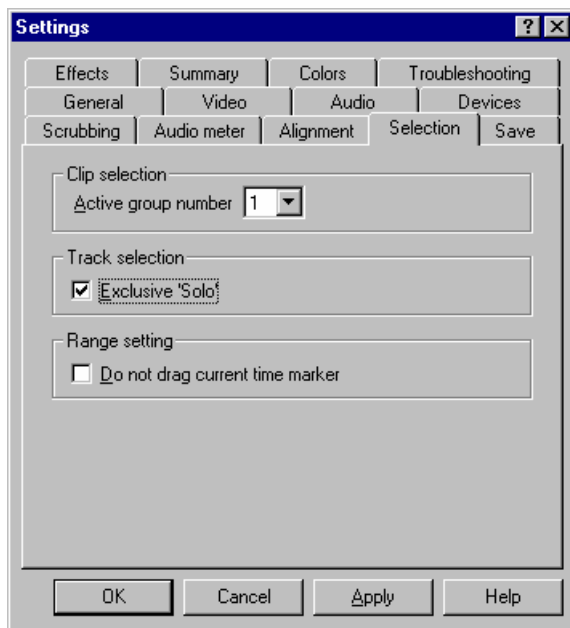 Settings
Effects Summary Colors Troubleshooting
General Video Audio Devices
Scrubbing Audio meter Alignment Selection Save
Clip selection
Active group number 1
Track selection
Exclusive 'Solo'
Range setting
Do not drag current time marker
OK Cancel Apply Help